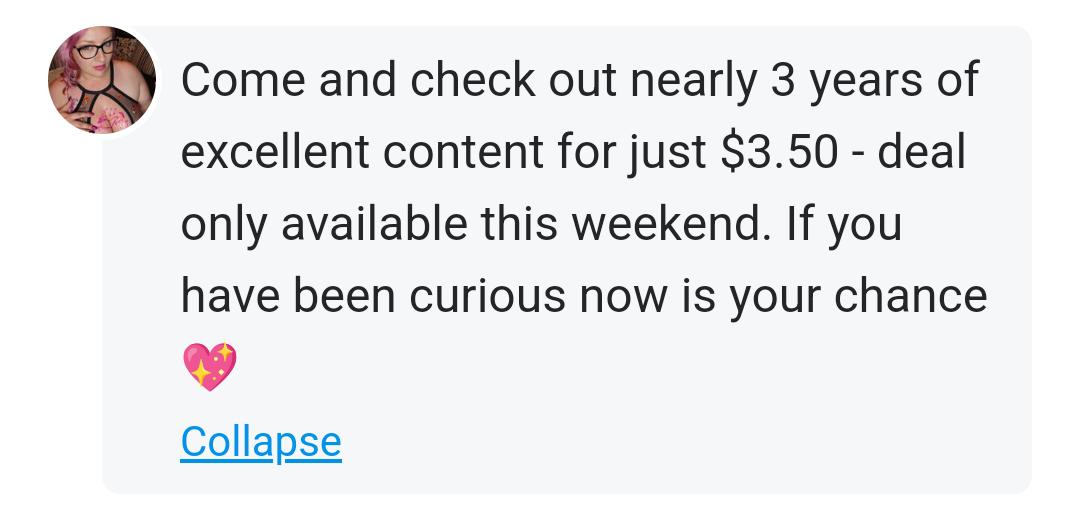 Come and check out nearly 3 years of
excellent content for just $3.50 - deal
only available this weekend. If you
have been curious now is your chance
💖
Collapse